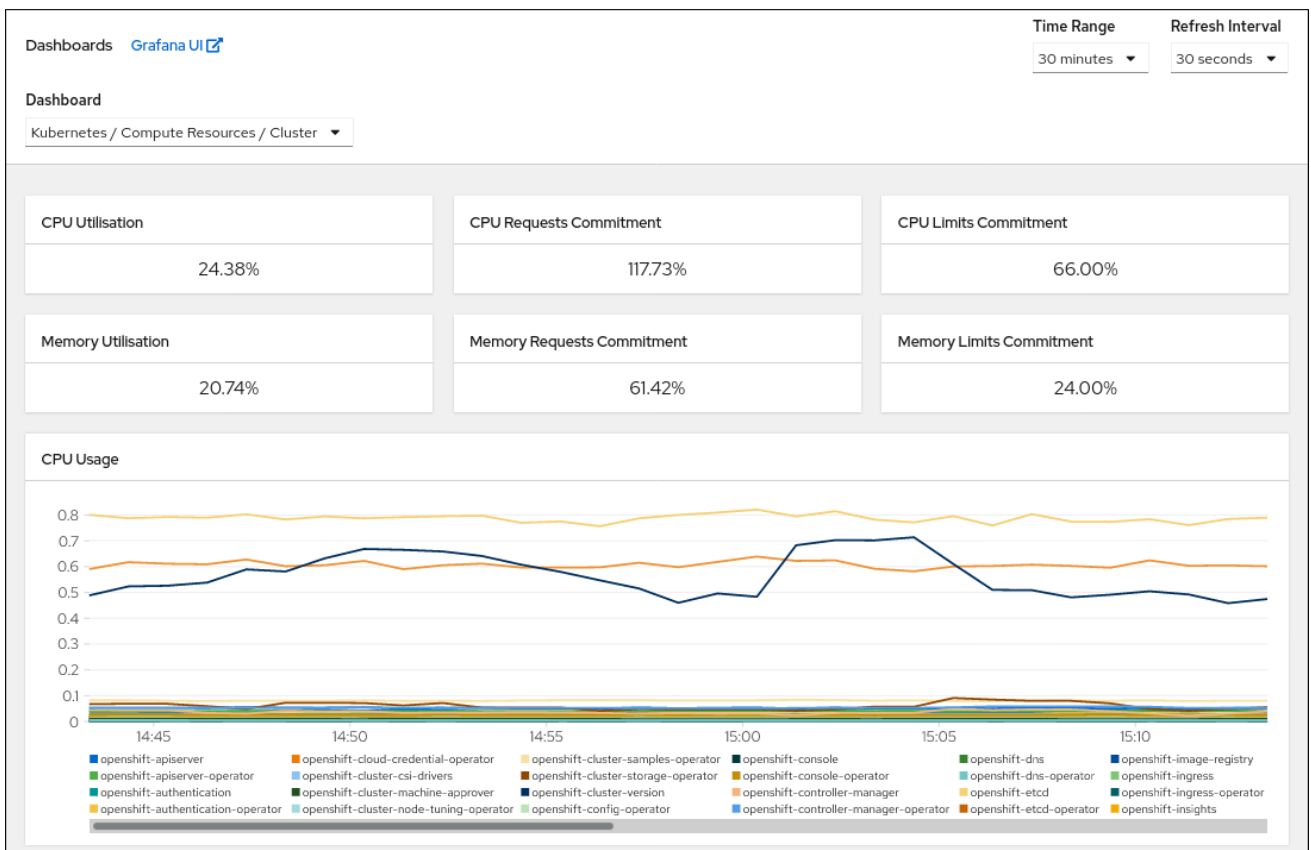 Time Range Refresh Interval
Dashboards Grafana UI
30 minutes 30 seconds
Dashboard
Kubernetes / Compute Resources / Cluster
CPU Utilisation CPU Requests Commitment CPU Limits Commitment
24.38% 117.73% 66.00%
Memory Utilisation Memory Requests Commitment Memory Limits Commitment
20.74% 61.42% 24.00%
CPU Usage
0.8
0.7
0.6
0.5
0.4
0.3
0.2
0.1
0
14:45 14:50 14:55 15:00 15:05 15:10
openshift-apiserver openshift-cloud-credential-operator openshift-cluster-samples-operator openshift-console openshift-dns openshift-image-registry
openshift-apiserver-operator openshift-cluster-csi-drivers openshift-cluster-storage-operator openshift-console-operator openshift-dns-operator openshift-ingress
openshift-authentication openshift-cluster-machine-approver openshift-cluster-version openshift-controller-manager openshift-etcd openshift-ingress-operator
openshift-authentication-operator openshift-cluster-node-tuning-operator openshift-config-operator openshift-controller-manager-operator openshift-etcd-operator openshift-insights